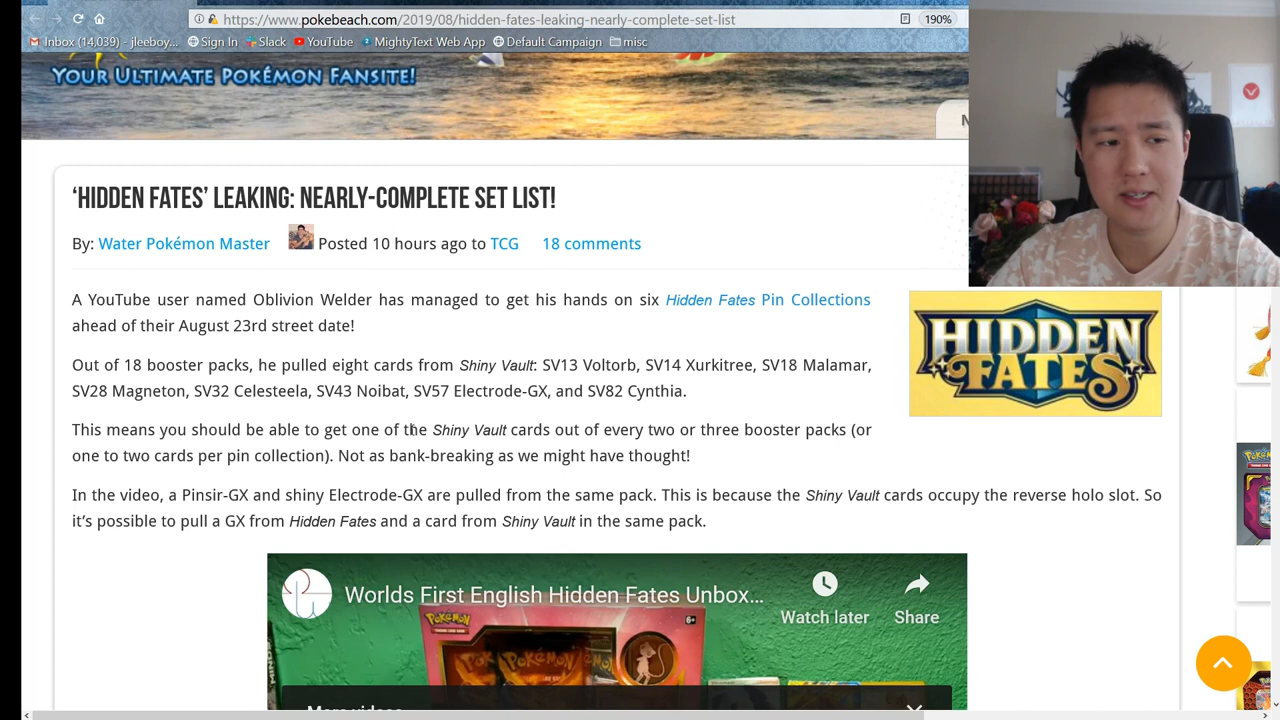 https://www.pokebeach.com/2019/08/hidden-fates-leaking-nearly-complete-set-list
190%
Inbox (14,039) - jleeboy...
Sign In
Slack
YouTube
MightyText Web App
Default Campaign
misc
YOUR ULTIMATE POKÉMON FANSITE!
‘HIDDEN FATES’ LEAKING: NEARLY-COMPLETE SET LIST!
By: Water Pokémon Master Posted 10 hours ago to TCG 18 comments
A YouTube user named Oblivion Welder has managed to get his hands on six Hidden Fates Pin Collections
ahead of their August 23rd street date!
HIDDEN
FATES
Out of 18 booster packs, he pulled eight cards from Shiny Vault: SV13 Voltorb, SV14 Xurkitree, SV18 Malamar,
SV28 Magneton, SV32 Celesteela, SV43 Noibat, SV57 Electrode-GX, and SV82 Cynthia.
This means you should be able to get one of the Shiny Vault cards out of every two or three booster packs (or
one to two cards per pin collection). Not as bank-breaking as we might have thought!
In the video, a Pinsir-GX and shiny Electrode-GX are pulled from the same pack. This is because the Shiny Vault cards occupy the reverse holo slot. So
it’s possible to pull a GX from Hidden Fates and a card from Shiny Vault in the same pack.
Worlds First English Hidden Fates Unbox...
Watch later
Share
POKéMON
6+
More videos